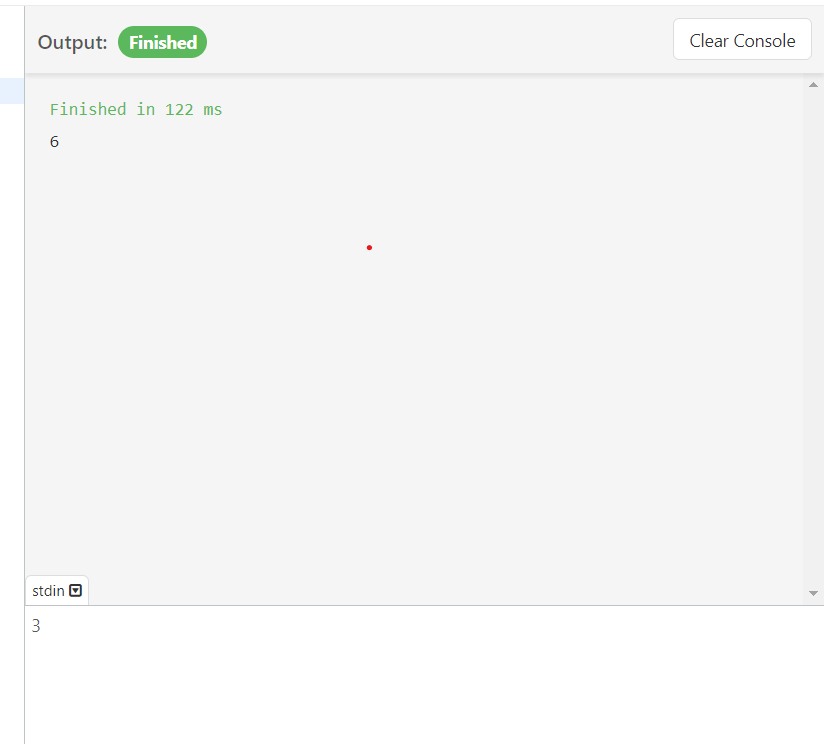 Output: Finished Clear Console
Finished in 122 ms
6
stdin
3